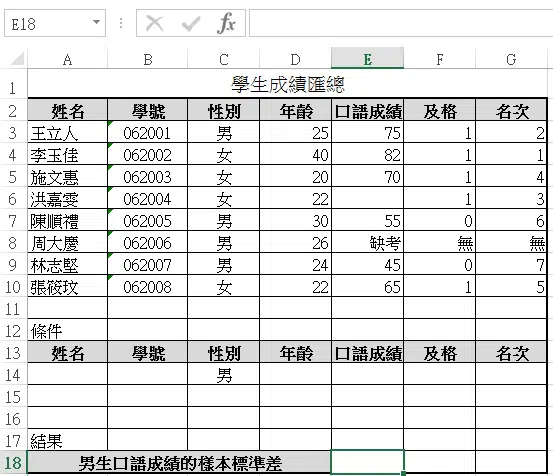 E18 fx
A B C D E F G
1 學生成績匯總
2 姓名 學號 性別 年齡 口語成績 及格 名次
3 王立人 062001 男 25 75 1 2
4 李玉佳 062002 女 40 82 1 1
5 施文惠 062003 女 20 70 1 4
6 洪嘉雯 062004 女 22 1 3
7 陳順禮 062005 男 30 55 0 6
8 周大慶 062006 男 26 缺考 無 無
9 林志堅 062007 男 24 45 0 7
10 張筱玟 062008 女 22 65 1 5
11
12 條件
13 姓名 學號 性別 年齡 口語成績 及格 名次
14 男
15
16
17 結果
18 男生口語成績的樣本標準差